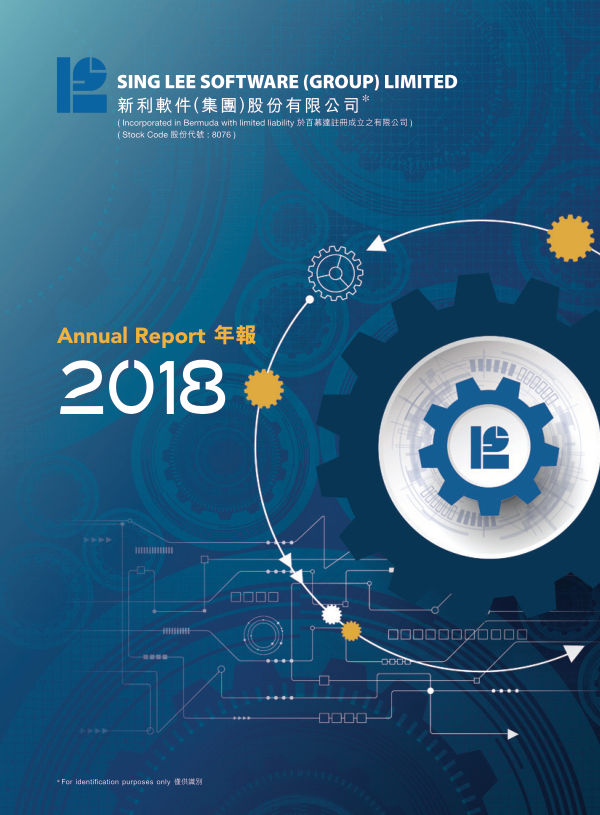 SING LEE SOFTWARE (GROUP) LIMITED
新利軟件(集團)股份有限公司*
( Incorporated in Bermuda with limited liability 於百慕達註冊成立之有限公司 )
( Stock Code 股份代號 : 8076 )
Annual Report 年報
2018
* For identification purposes only 僅供識別